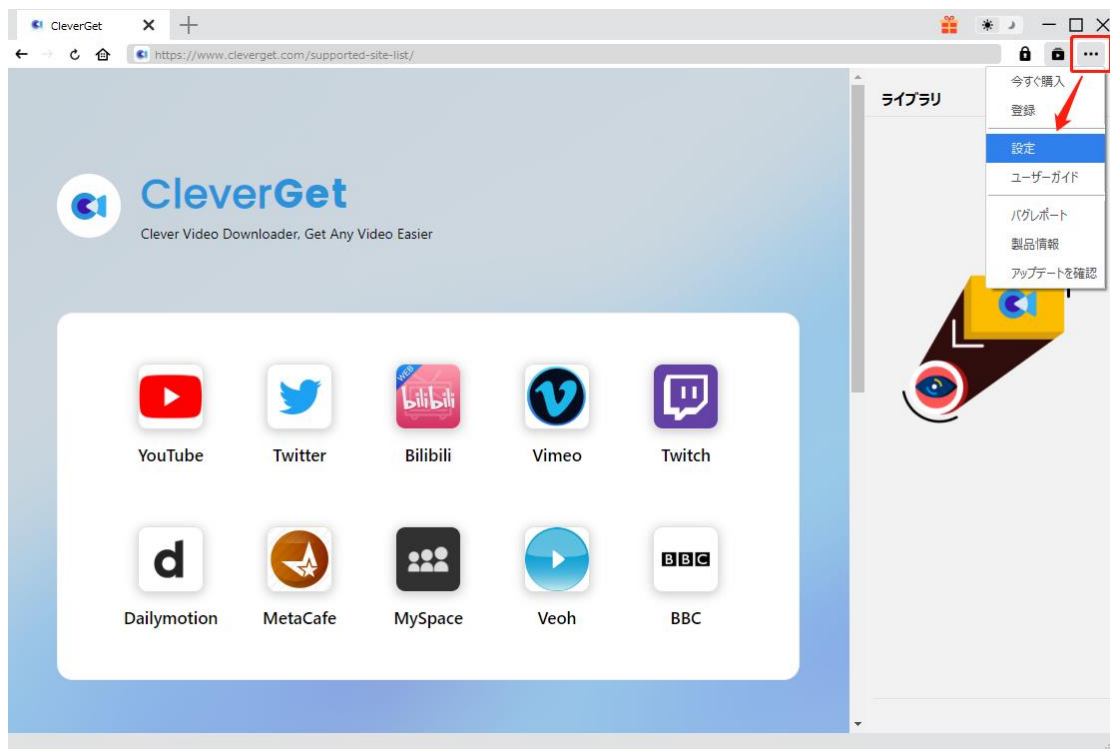 CleverGet
https://www.cleverget.com/supported-site-list/
今すぐ購入
登録
設定
ユーザーガイド
バグレポート
製品情報
アップデートを確認
ライブラリ
CleverGet
Clever Video Downloader, Get Any Video Easier
WEB
bilibili
YouTube
Twitter
Bilibili
Vimeo
Twitch
BBC
Dailymotion
MetaCafe
MySpace
Veoh
BBC